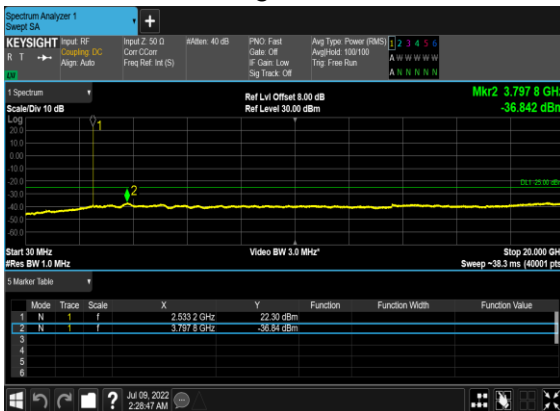 Spectrum Analyzer 1
Swept SA
KEYSIGHT Input: RF Input Z: 50 Ω #Atten: 40 dB PNO: Fast Avg Type: Power (RMS) 1 2 3 4 5 6
R T Coupling: DC Corr CCorr Gate: Off Avg|Hold: 100/100 A W W W W W
Align: Auto Freq Ref: Int (S) IF Gain: Low Trig: Free Run
LV Sig Track: Off A N N N N N
1 Spectrum Ref Lvl Offset 8.00 dB Mkr2 3.797 8 GHz
Scale/Div 10 dB Ref Level 30.00 dBm -36.842 dBm
Log
20.0
10.0
0.00
-10.0
-20.0
-30.0
-40.0
-50.0
-60.0
1
2
DL1 -25.00 dBm
Start 30 MHz Video BW 3.0 MHz* Stop 20.000 GHz
#Res BW 1.0 MHz Sweep ~38.3 ms (40001 pts)
5 Marker Table
Mode Trace Scale X Y Function Function Width Function Value
1 N 1 f 2.533 2 GHz 22.30 dBm
2 N 1 f 3.797 8 GHz -36.84 dBm
3
4
5
6
? Jul 09, 2022
2:28:47 AM